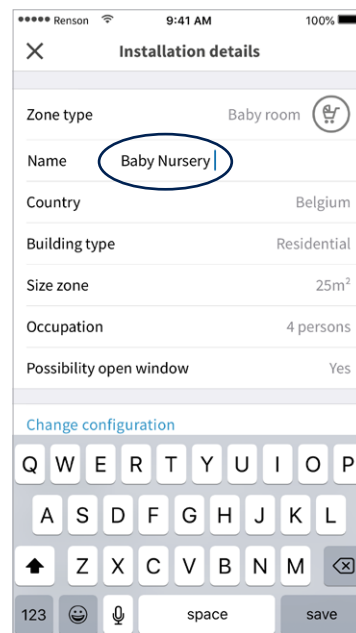 Renson 9:41 AM 100%
Installation details
Zone type Baby room
Name Baby Nursery
Country Belgium
Building type Residential
Size zone 25m²
Occupation 4 persons
Possibility open window Yes
Change configuration
Q W E R T Y U I O P
A S D F G H J K L
Z X C V B N M
123 space save